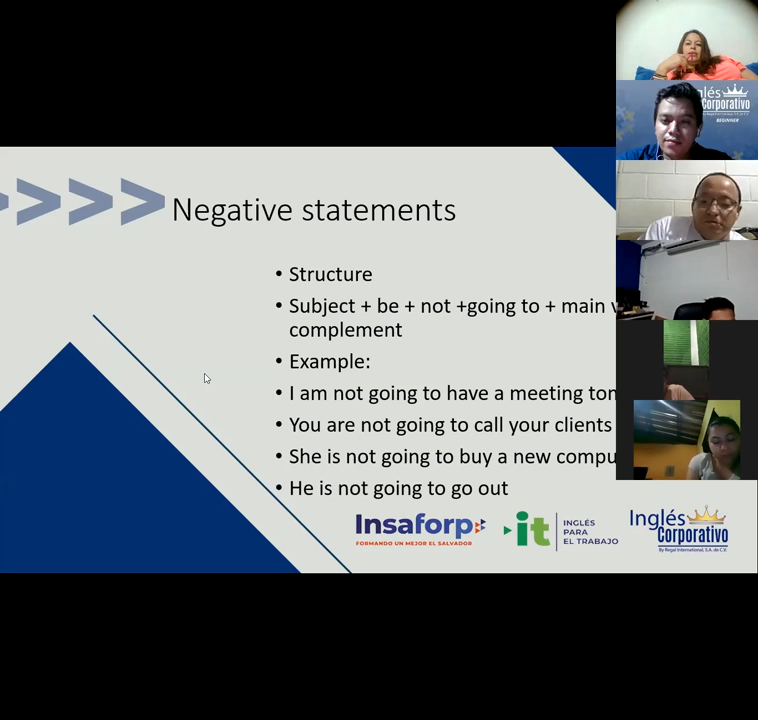 >>>> Negative statements
• Structure
• Subject + be + not +going to + main
complement
• Example:
• I am not going to have a meeting
• You are not going to call your clients
• She is not going to buy a new
• He is not going to go out
Insaforp
FORMANDO UN MEJOR EL SALVADOR
it
INGLÉS
PARA
EL TRABAJO
Inglés
Corporativo
By Regal International, S.A. de C.V.
Corporativo
BEGINNER